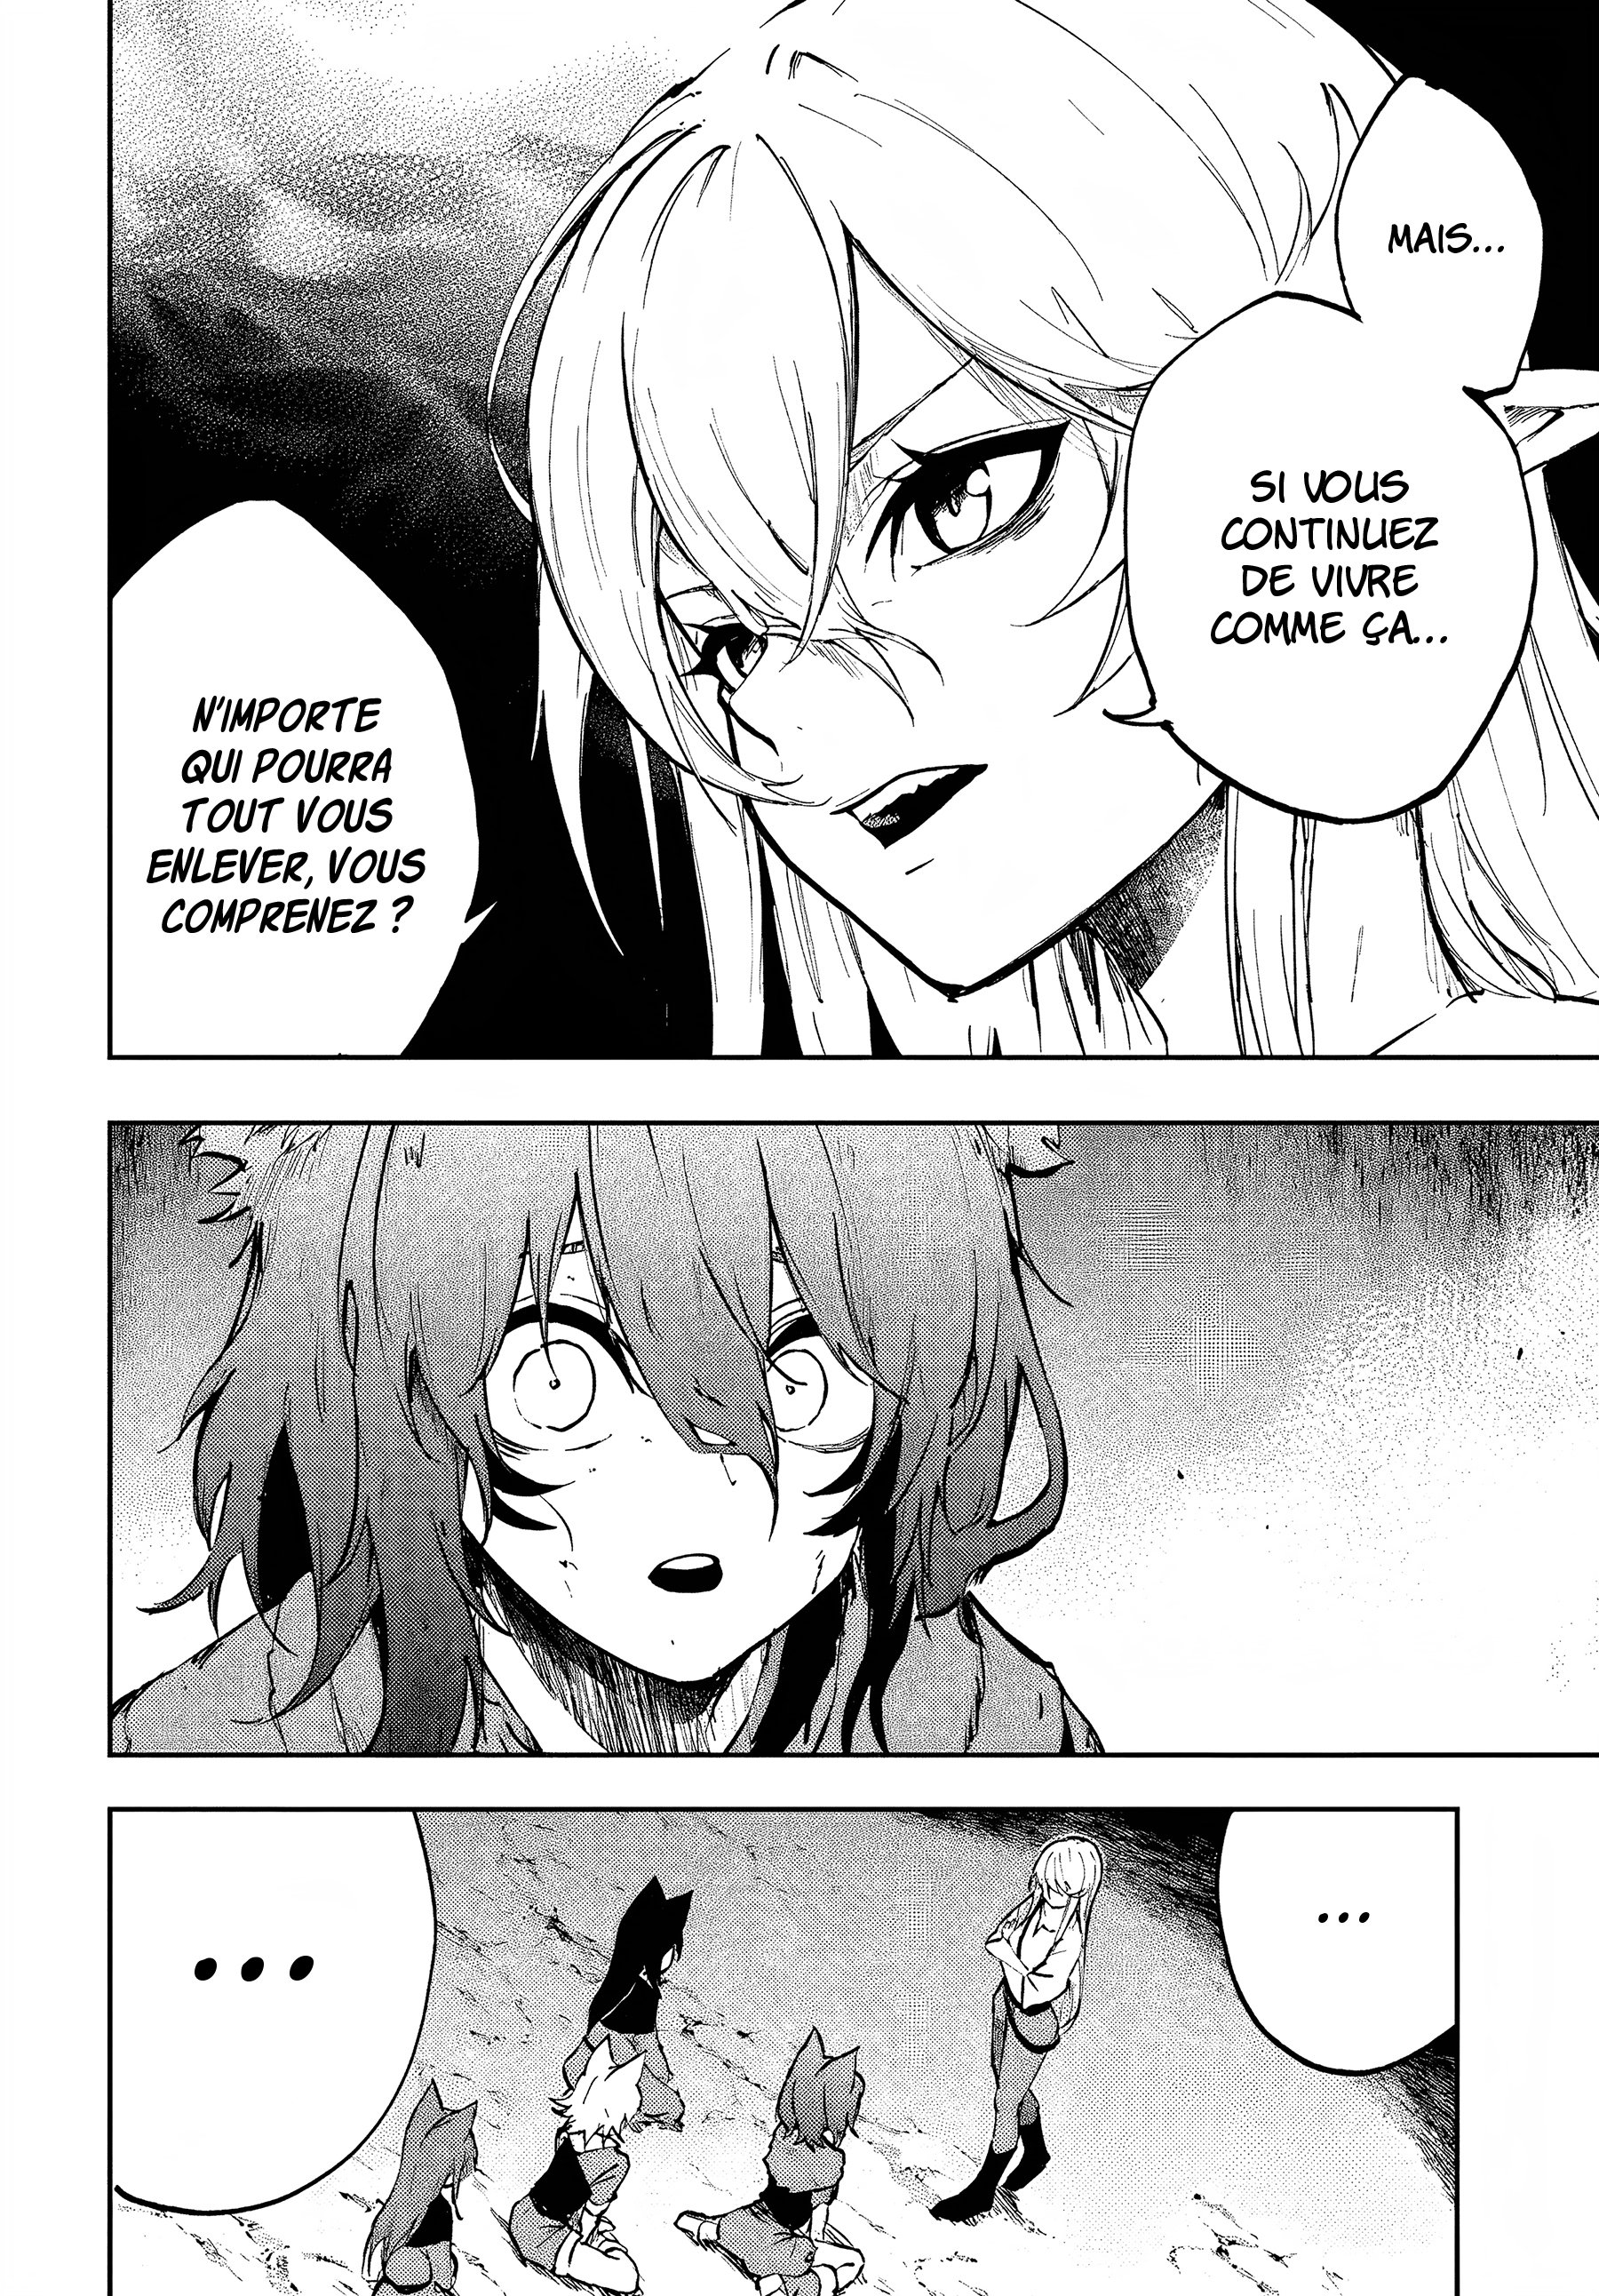 MAIS...
SI VOUS
CONTINUEZ
DE VIVRE
COMME ÇA...
N'IMPORTE
QUI POURRA
TOUT VOUS
ENLEVER, VOUS
COMPRENEZ ?
...
...